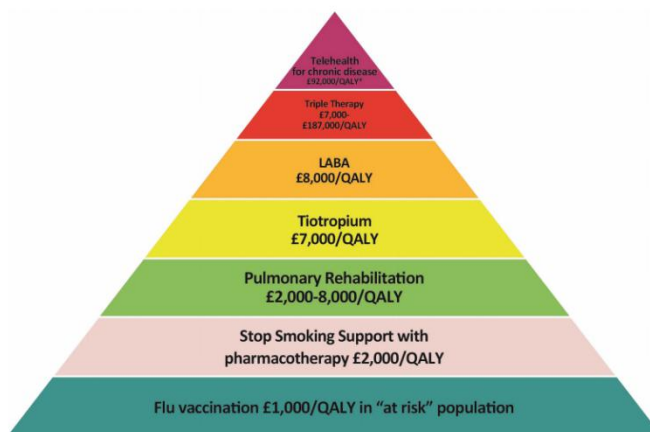 Telehealth
for chronic disease
£92,000/QALY*
Triple Therapy
£7,000-
£187,000/QALY
LABA
£8,000/QALY
Tiotropium
£7,000/QALY
Pulmonary Rehabilitation
£2,000-8,000/QALY
Stop Smoking Support with
pharmacotherapy £2,000/QALY
Flu vaccination £1,000/QALY in “at risk” population